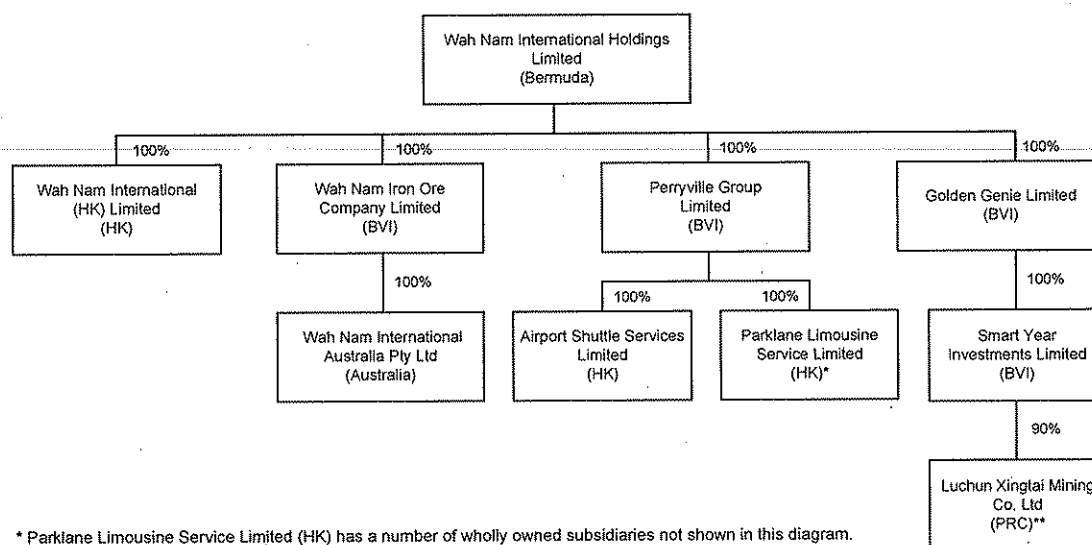 Wah Nam International Holdings
Limited
(Bermuda)
100%
100%
100%
100%
Wah Nam International
(HK) Limited
(HK)
Wah Nam Iron Ore
Company Limited
(BVI)
Perryville Group
Limited
(BVI)
Golden Genie Limited
(BVI)
100%
100%
100%
100%
Wah Nam International
Australia Pty Ltd
(Australia)
Airport Shuttle Services
Limited
(HK)
Parklane Limousine
Service Limited
(HK)*
Smart Year
Investments Limited
(BVI)
90%
Luchun Xingtai Mining
Co. Ltd
(PRC)**
* Parklane Limousine Service Limited (HK) has a number of wholly owned subsidiaries not shown in this diagram.